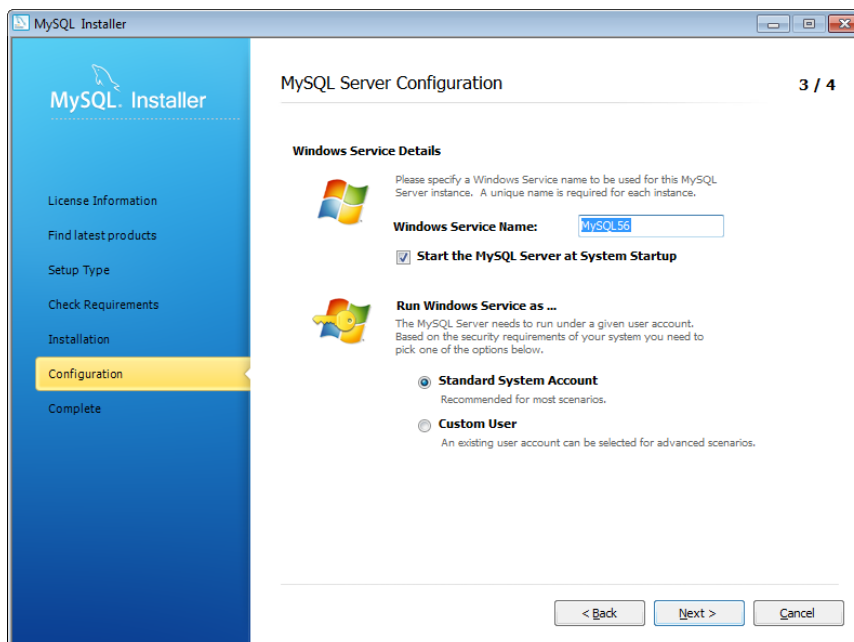 MySQL Installer
MySQL. Installer
MySQL Server Configuration
3 / 4
License Information
Find latest products
Setup Type
Check Requirements
Installation
Configuration
Complete
Windows Service Details
Please specify a Windows Service name to be used for this MySQL
Server instance. A unique name is required for each instance.
Windows Service Name:
MySQL56
Start the MySQL Server at System Startup
Run Windows Service as ...
The MySQL Server needs to run under a given user account.
Based on the security requirements of your system you need to
pick one of the options below.
Standard System Account
Recommended for most scenarios.
Custom User
An existing user account can be selected for advanced scenarios.
< Back
Next >
Cancel